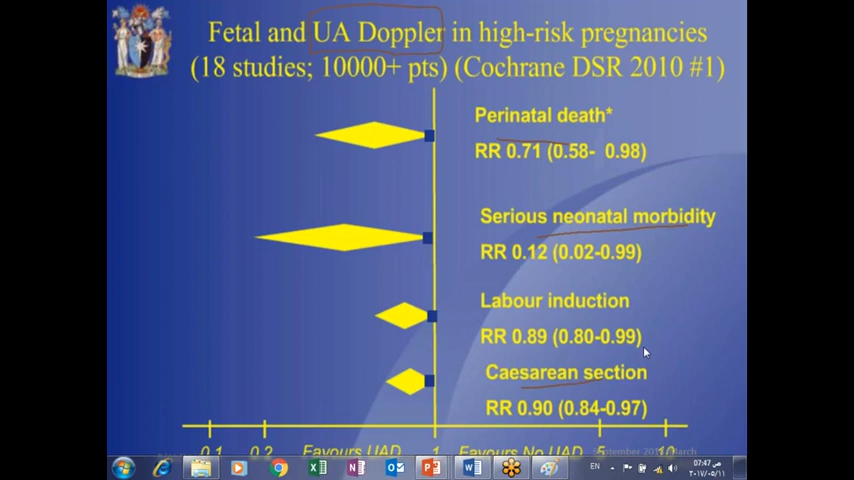 Fetal and UA Doppler in high-risk pregnancies
(18 studies; 10000+ pts) (Cochrane DSR 2010 #1)
Perinatal death*
RR 0.71 (0.58- 0.98)
Serious neonatal morbidity
RR 0.12 (0.02-0.99)
Labour induction
RR 0.89 (0.80-0.99)
Caesarean section
RR 0.90 (0.84-0.97)
0.1 0.2 Favours UAD 1 Favours No UAD 5 10
EN
07:47 ص
٢٠١٧/٠٥/١١